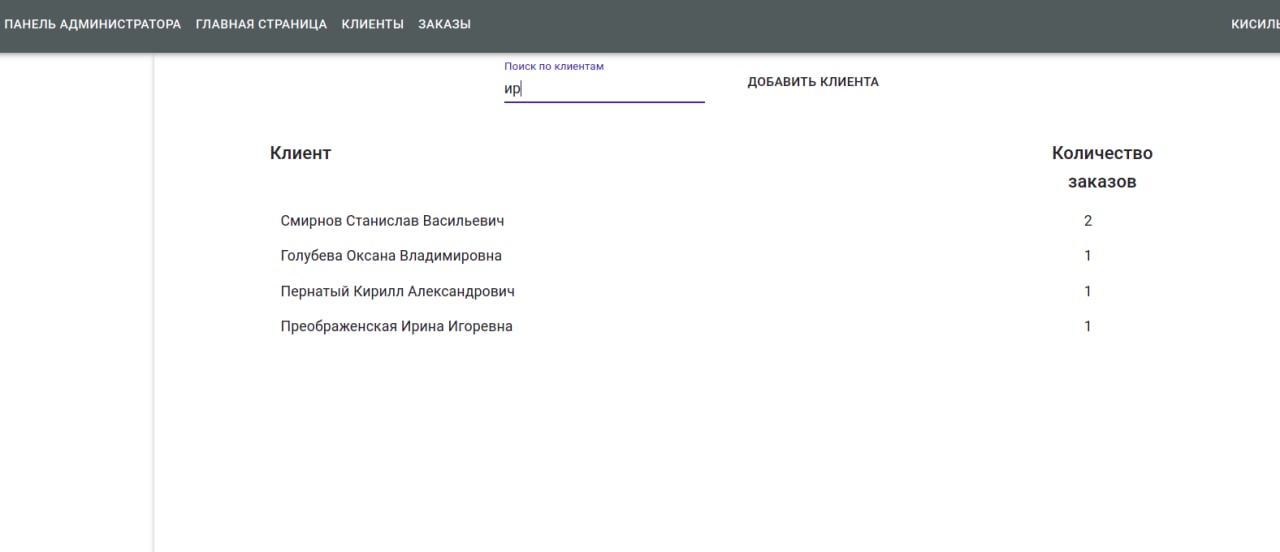 ПАНЕЛЬ АДМИНИСТРАТОРА ГЛАВНАЯ СТРАНИЦА КЛИЕНТЫ ЗАКАЗЫ
Поиск по клиентам
ир
ДОБАВИТЬ КЛИЕНТА
Клиент Количество
заказов
Смирнов Станислав Васильевич 2
Голубева Оксана Владимировна 1
Пернатый Кирилл Александрович 1
Преображенская Ирина Игоревна 1